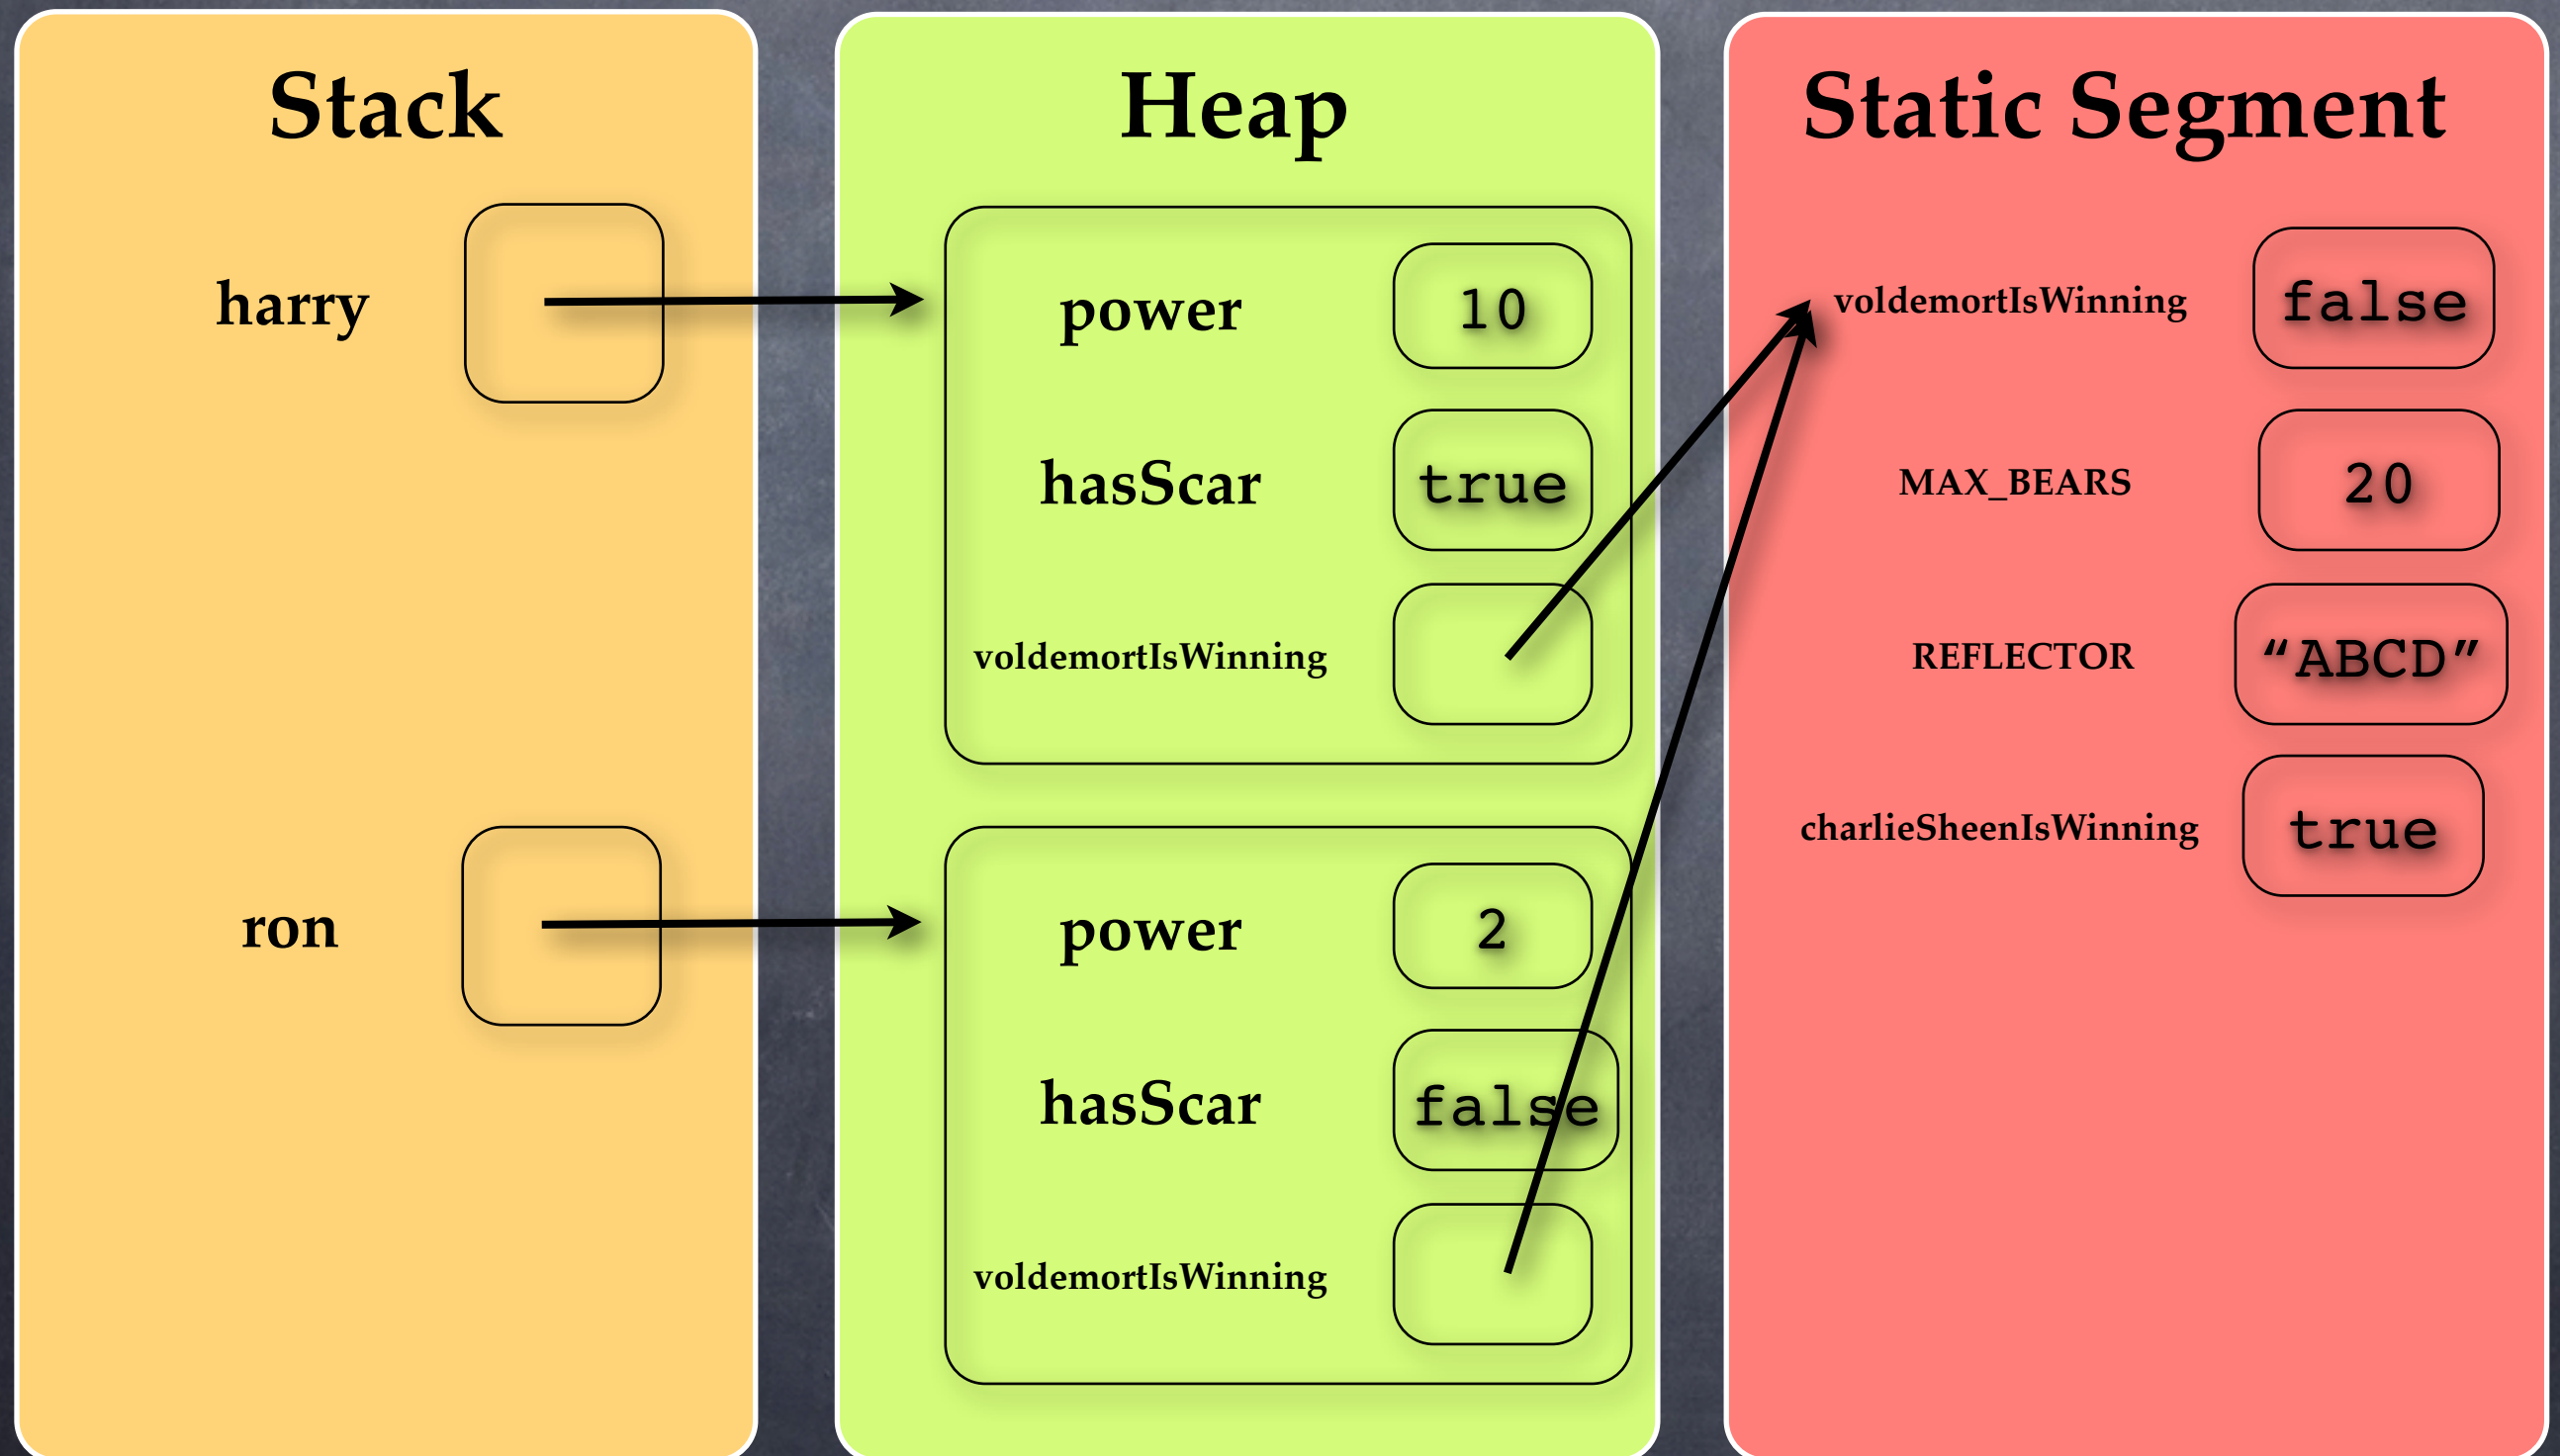 Stack
harry
ron
Heap
power 10
hasScar true
voldemortIsWinning
power 2
hasScar false
voldemortIsWinning
Static Segment
voldemortIsWinning false
MAX_BEARS 20
REFLECTOR “ABCD”
charlieSheenIsWinning true